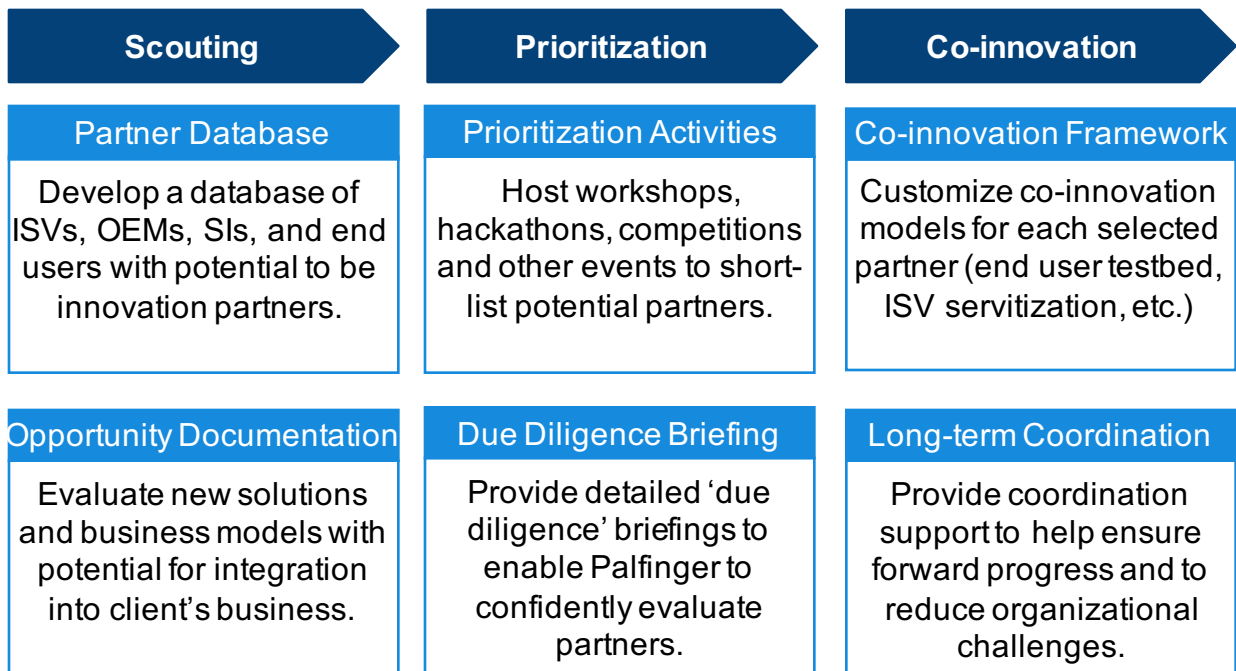 Scouting
Prioritization
Co-innovation
Partner Database
Develop a database of
ISVs, OEMs, SIs, and end
users with potential to be
innovation partners.
Prioritization Activities
Host workshops,
hackathons, competitions
and other events to short-
list potential partners.
Co-innovation Framework
Customize co-innovation
models for each selected
partner (end user testbed,
ISV servitization, etc.)
Opportunity Documentation
Evaluate new solutions
and business models with
potential for integration
into client’s business.
Due Diligence Briefing
Provide detailed ‘due
diligence’ briefings to
enable Palfinger to
confidently evaluate
partners.
Long-term Coordination
Provide coordination
support to help ensure
forward progress and to
reduce organizational
challenges.